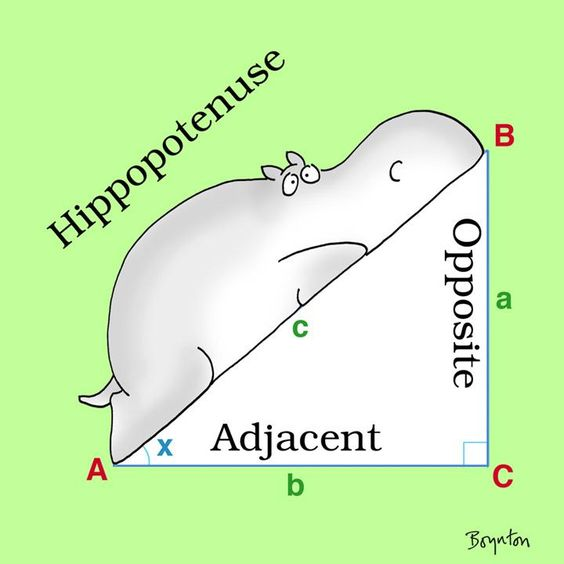 Hippopotenuse
B
Opposite
a
c
x
Adjacent
A
b
C
Boynton